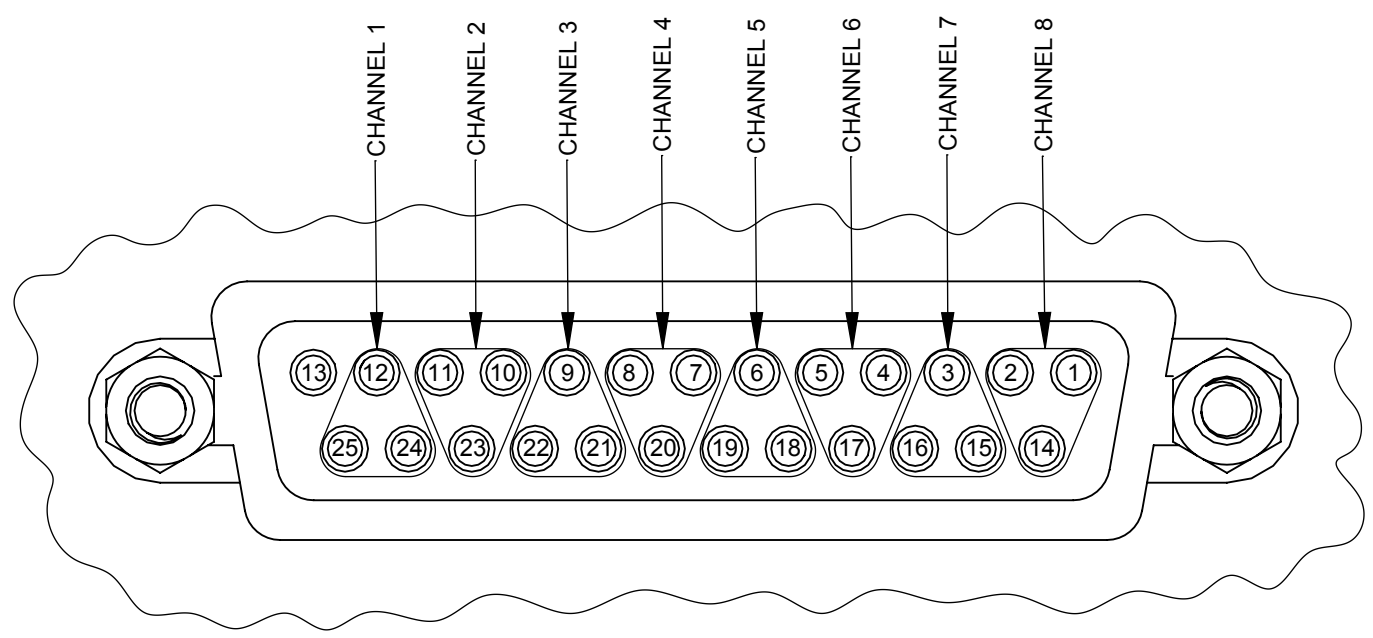 CHANNEL 1
CHANNEL 2
CHANNEL 3
CHANNEL 4
CHANNEL 5
CHANNEL 6
CHANNEL 7
CHANNEL 8
13 12 11 10 9 8 7 6 5 4 3 2 1
25 24 23 22 21 20 19 18 17 16 15 14